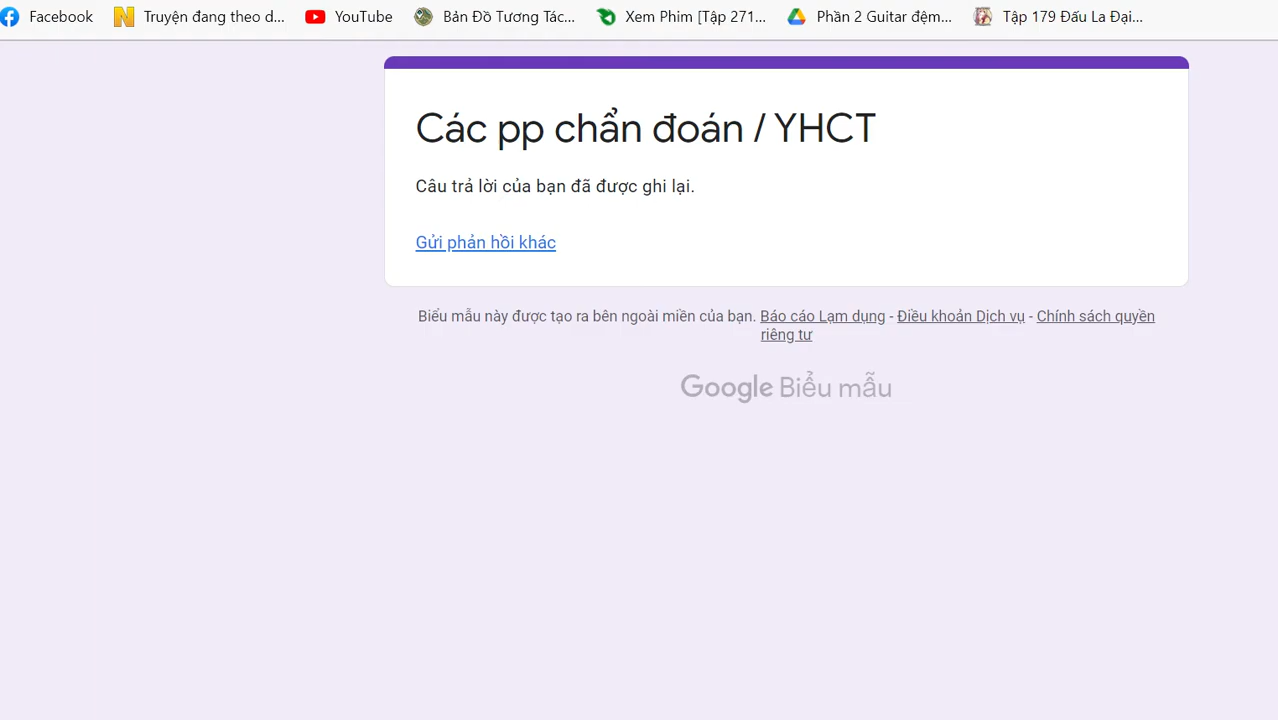 Facebook N Truyện đang theo d... YouTube Bản Đồ Tương Tác... Xem Phim [Tập 271... Phần 2 Guitar đệm... Tập 179 Đấu La Đại...
Các pp chẩn đoán / YHCT
Câu trả lời của bạn đã được ghi lại.
Gửi phản hồi khác
Biểu mẫu này được tạo ra bên ngoài miền của bạn. Báo cáo Lạm dụng - Điều khoản Dịch vụ - Chính sách quyền
riêng tư
Google Biểu mẫu